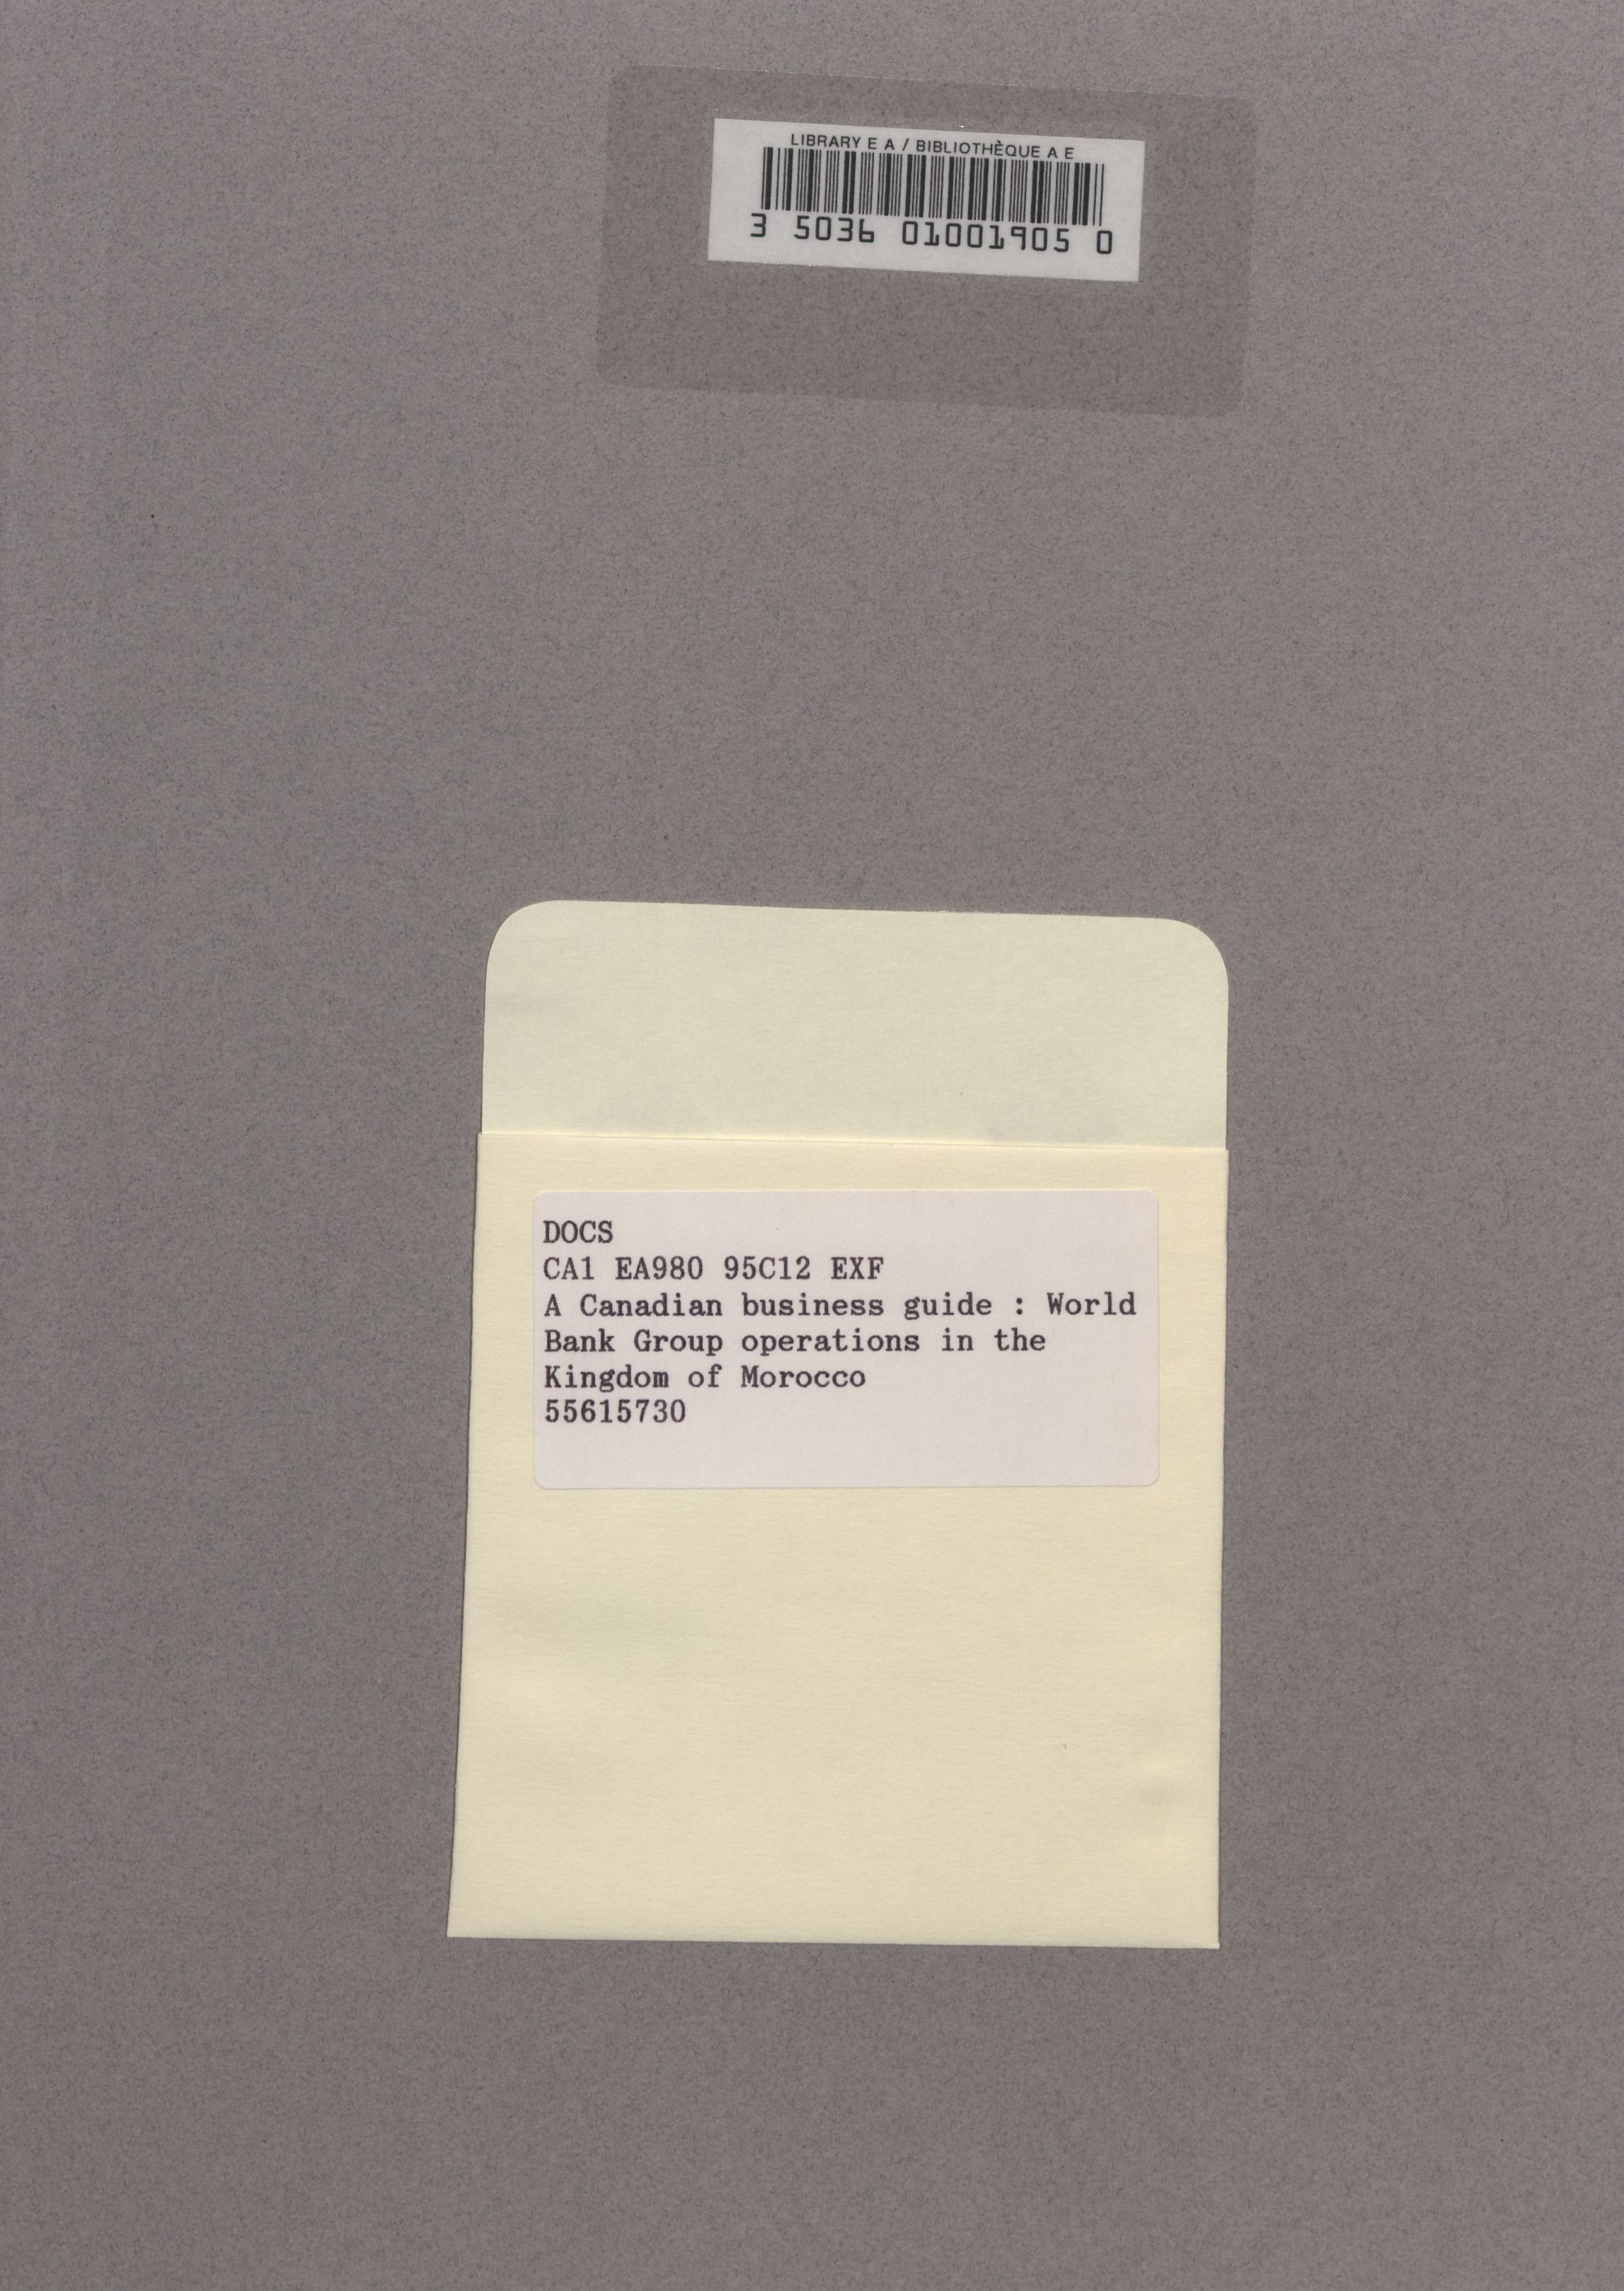 LIBRARY E A / BIBLIOTHÈQUE A E
3 5036 01001905 0
DOCS
CA1 EA980 95C12 EXF
A Canadian business guide : World
Bank Group operations in the
Kingdom of Morocco
55615730